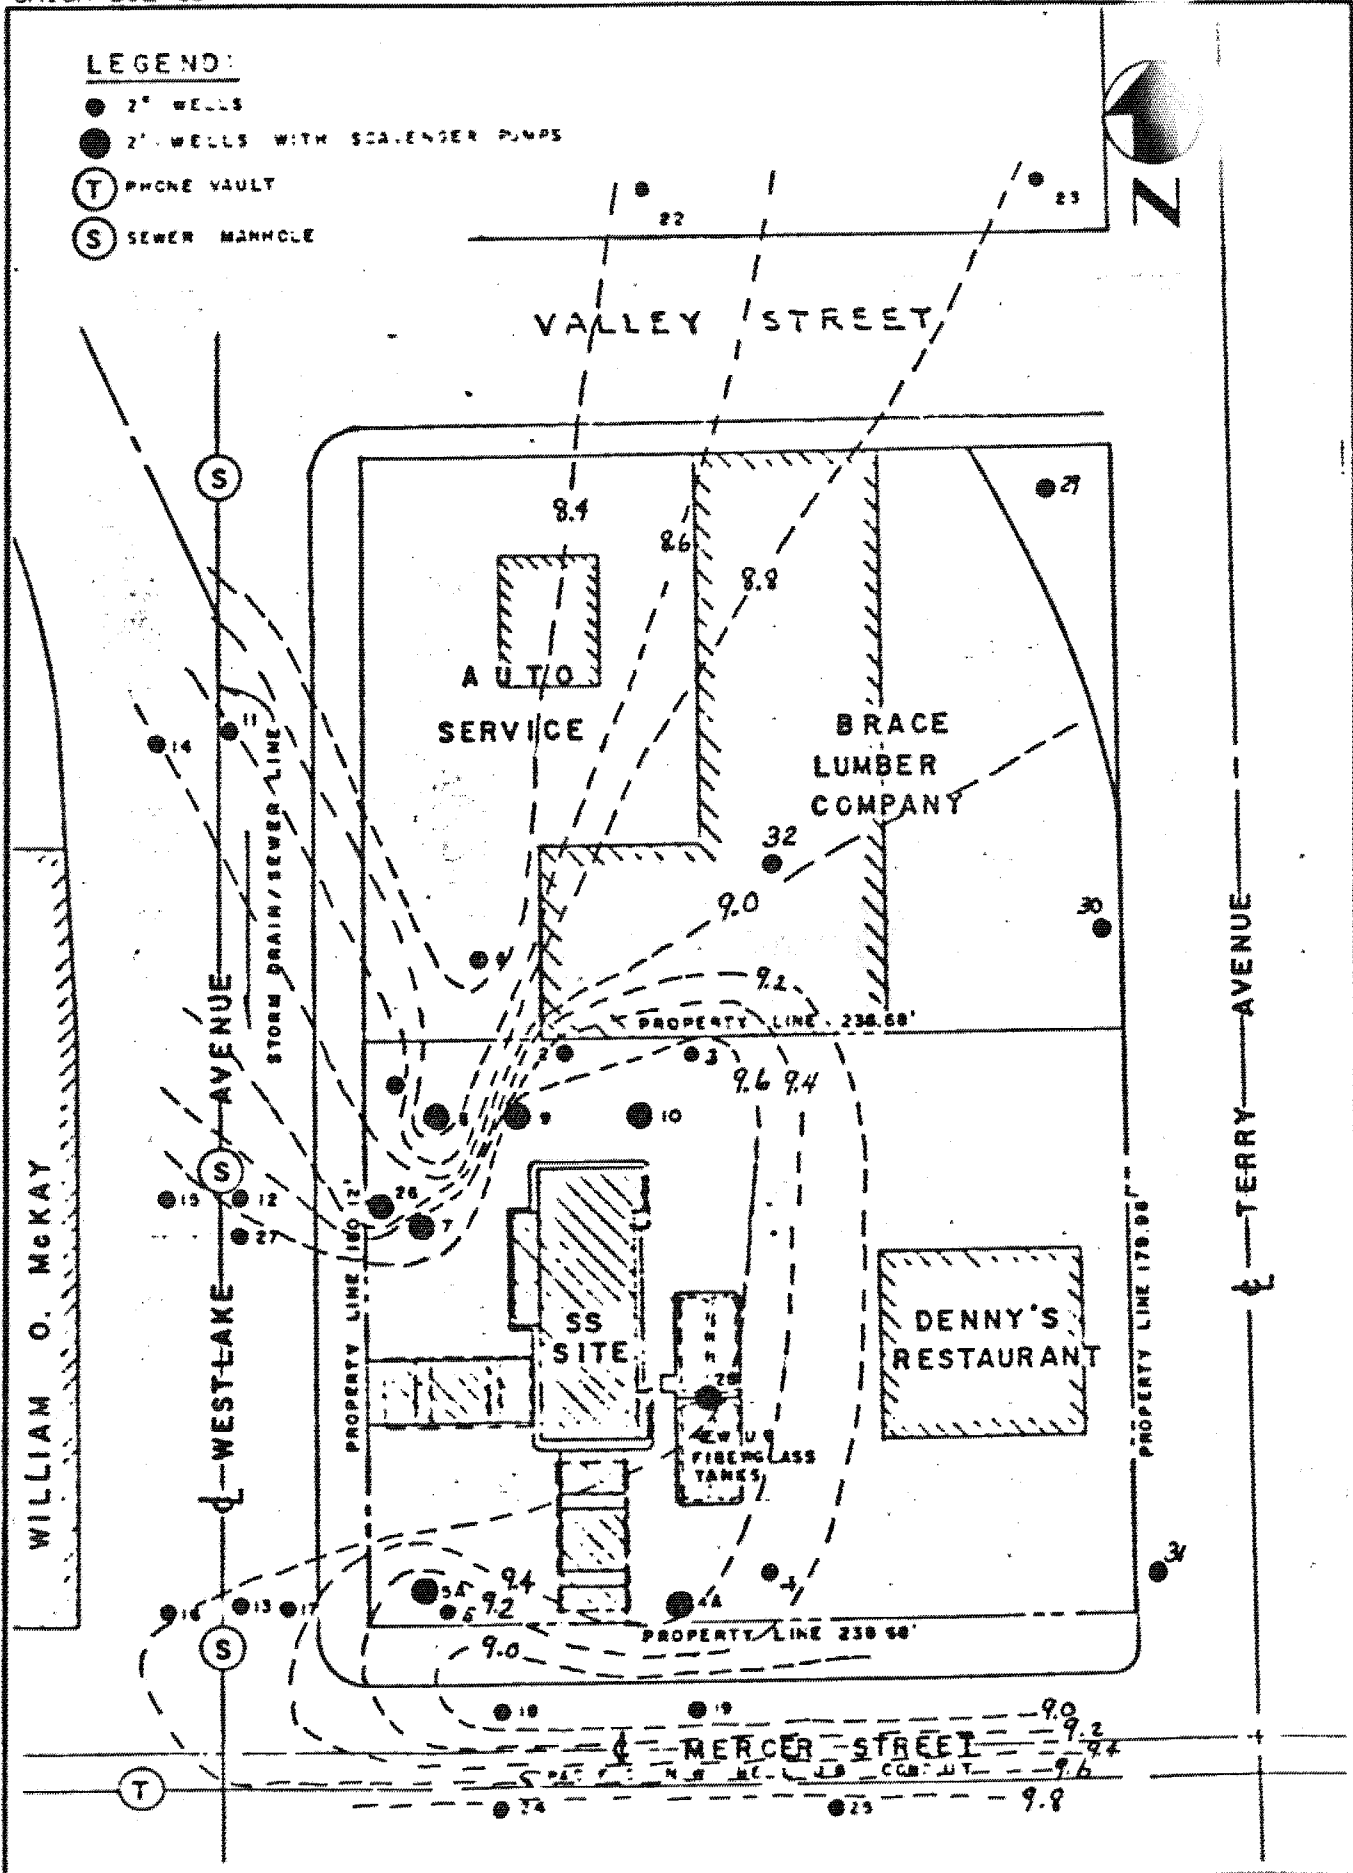 LEGEND:
2" WELLS
2" WELLS WITH SCAVENGER PUMPS
T PHONE VAULT
S SEWER MANHOLE
N
22
23
VALLEY STREET
S
29
8.4
8.6
8.8
AUTO
SERVICE
BRACE
LUMBER
COMPANY
11
14
STORM DRAIN/SEWER LINE
32
9.0
30
9.2
PROPERTY LINE 238.68'
2
3
9.6
9.4
8
9
10
WESTLAKE AVENUE
TERRY AVENUE
S
15
12
27
26
7
PROPERTY LINE 180.12'
PROPERTY LINE 179.98'
WILLIAM O. McKAY
SS
SITE
DENNY'S
RESTAURANT
FIBERGLASS
TANKS
31
5A
5
9.4
9.2
4A
16
13
17
S
PROPERTY LINE 238.68'
9.0
18
19
9.0
9.2
9.4
9.6
9.8
MERCER STREET
T
24
25